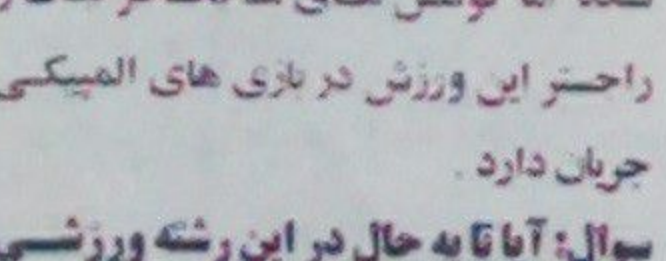 راحتر این ورزش در بازی های المپیکی
جریان دارد .
سوال: آیا تا به حال در این رشته ورزشی